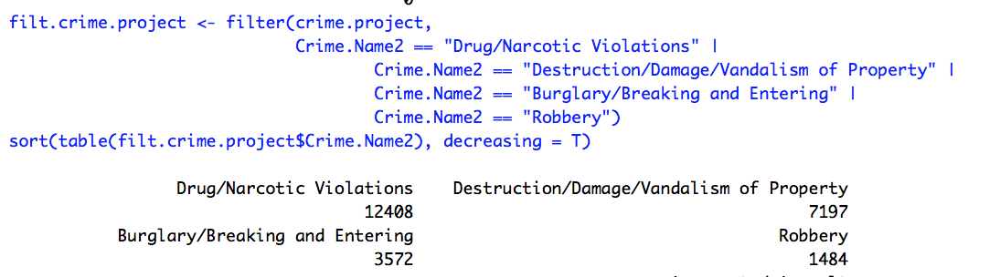 filt.crime.project <- filter(crime.project,
Crime.Name2 == "Drug/Narcotic Violations" |
Crime.Name2 == "Destruction/Damage/Vandalism of Property" |
Crime.Name2 == "Burglary/Breaking and Entering" |
Crime.Name2 == "Robbery")
sort(table(filt.crime.project$Crime.Name2), decreasing = T)
Drug/Narcotic Violations Destruction/Damage/Vandalism of Property
12408 7197
Burglary/Breaking and Entering Robbery
3572 1484